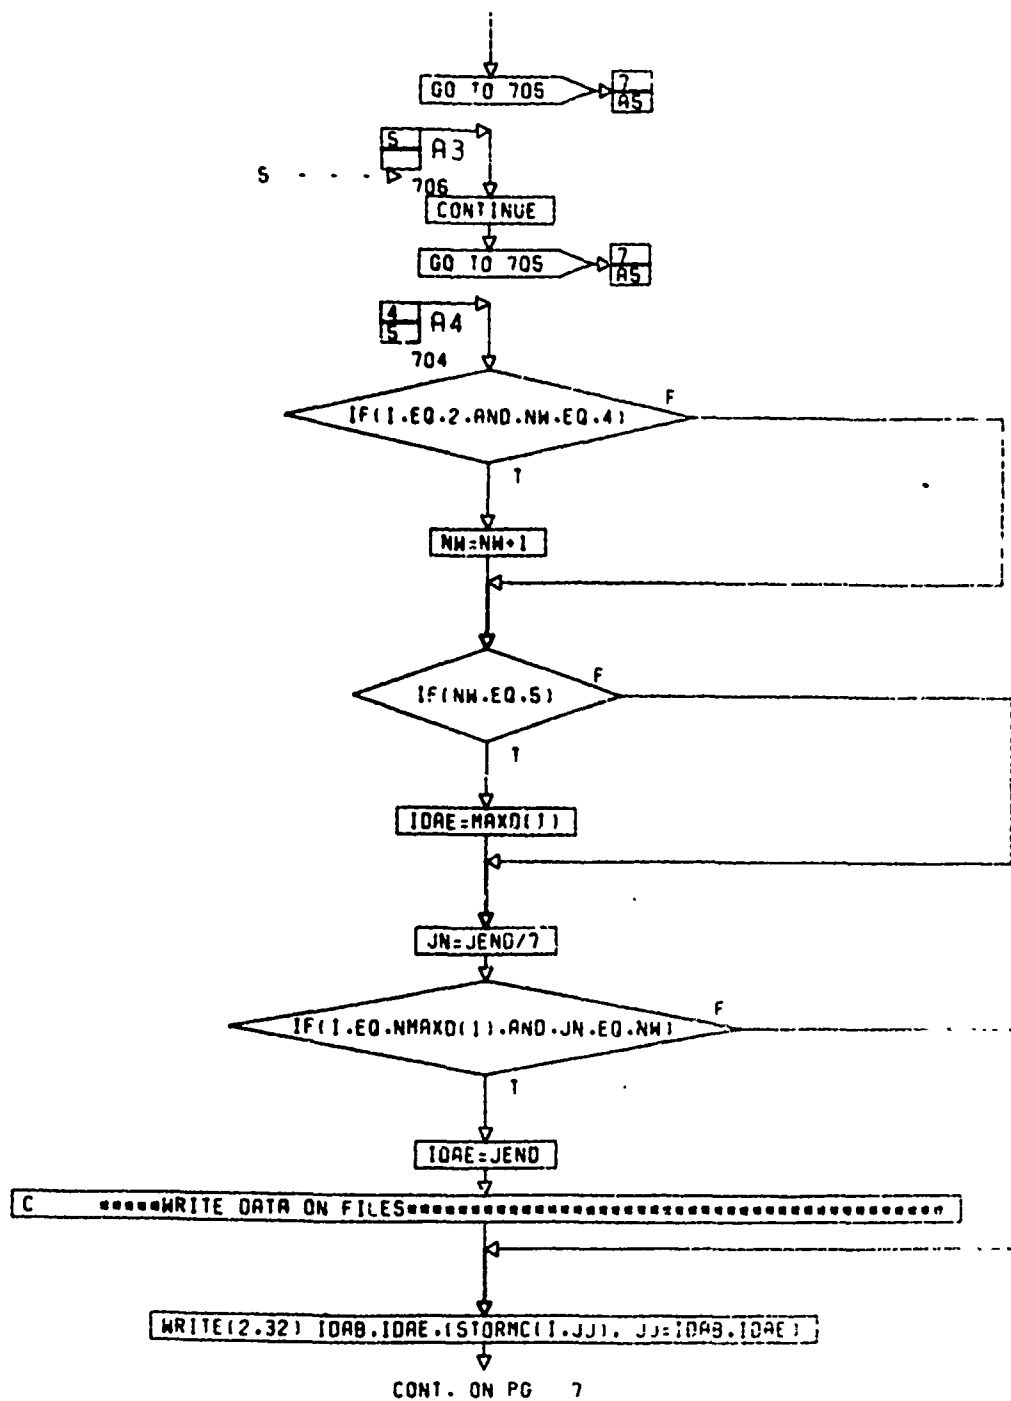 GO TO 705
7
A5
5
A3
5
706
CONTINUE
GO TO 705
7
A5
4
5
A4
704
IF(I.EQ.2.AND.NW.EQ.4)
F
T
NW=NW+1
IF(NW.EQ.5)
F
T
IDAE=MAXD(I)
JN=JEND/7
IF(I.EQ.NMAXD(1).AND.JN.EQ.NW)
F
T
IDAE=JEND
C *****WRITE DATA ON FILES**********************************
WRITE(2.32) IDAB.IDAE.(STORMC(I.JJ). JJ=IDAB.IDAE)
CONT. ON PG 7